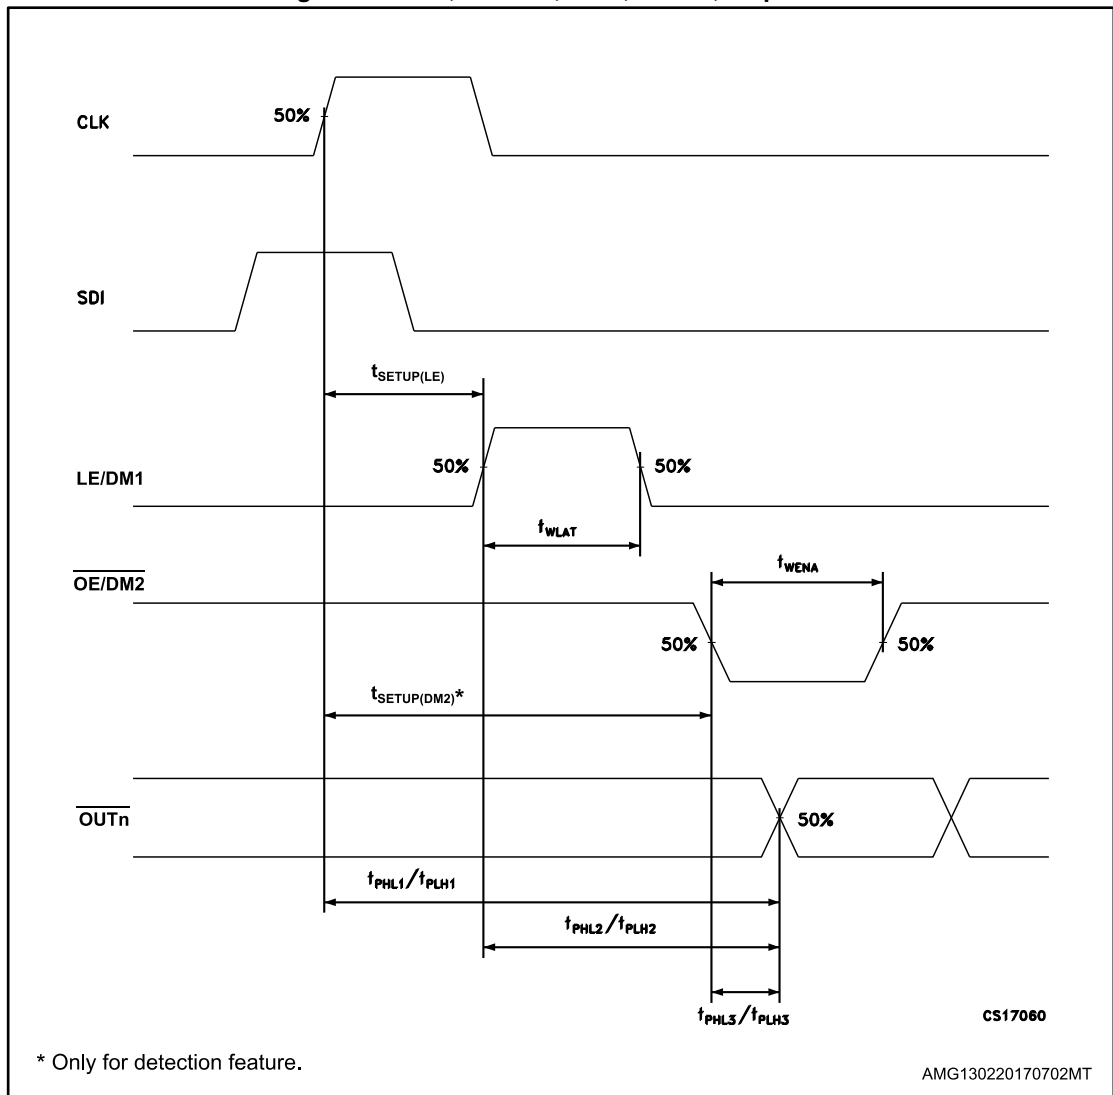 CLK
50%
SDI
tSETUP(LE)
LE/DM1
50%
50%
tWLAT
OE/DM2
tWENA
50%
50%
tSETUP(DM2)*
OUTn
50%
tPHL1/tPLH1
tPHL2/tPLH2
tPHL3/tPLH3
CS17060
* Only for detection feature.
AMG130220170702MT